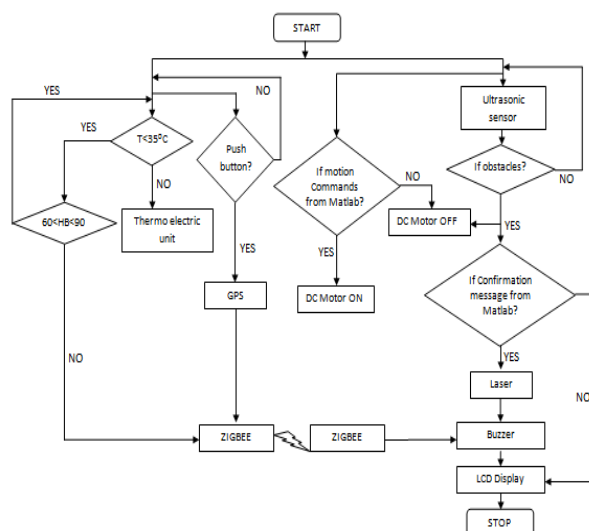 START
YES
NO
Ultrasonic
sensor
YES
T<35⁰C
Push
button?
If motion
Commands
from Matlab?
If obstacles?
NO
NO
NO
60<HB<90
Thermo electric
unit
DC Motor OFF
YES
YES
YES
GPS
DC Motor ON
If Confirmation
message from
Matlab?
NO
YES
Laser
NO
ZIGBEE
ZIGBEE
Buzzer
LCD Display
STOP